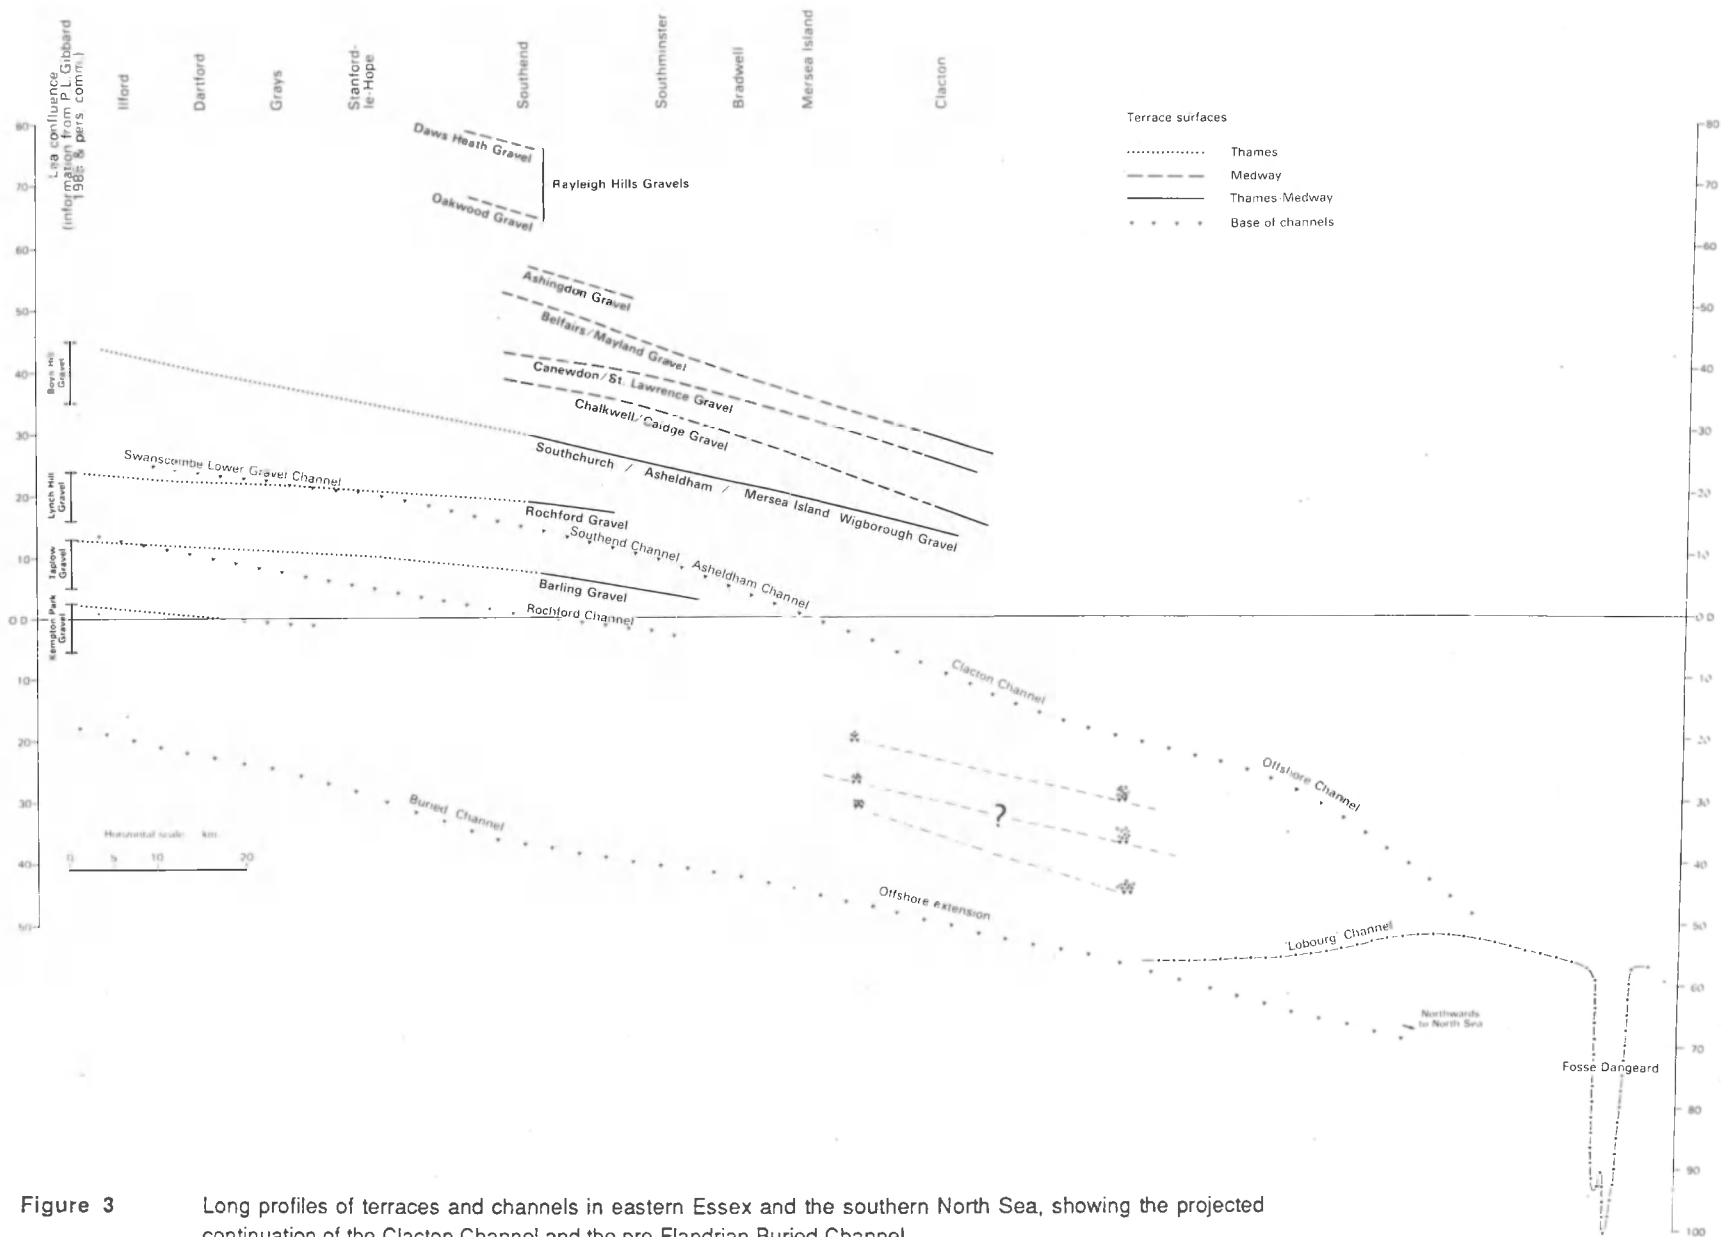 Lea confluence
(information from P.L. Gibbard
1985 & pers. comm.)
Ilford
Dartford
Grays
Stanford-
le-Hope
Southend
Southminster
Bradwell
Mersea Island
Clacton
Terrace surfaces
Thames
Medway
Thames-Medway
Base of channels
Daws Heath Gravel
Rayleigh Hills Gravels
Oakwood Gravel
Ashingdon Gravel
Belfairs/Mayland Gravel
Canewdon/St. Lawrence Gravel
Chalkwell/Caidge Gravel
Southchurch / Asheldham / Mersea Island Wigborough Gravel
Swanscombe Lower Gravel Channel
Rochford Gravel
Southend Channel
Asheldham Channel
Barling Gravel
Rochford Channel
Clacton Channel
Offshore Channel
Buried Channel
Offshore extension
?
'Lobourg' Channel
Northwards
to North Sea
Fosse Dangeard
Boyn Hill
Gravel
Lynch Hill
Gravel
Taplow
Gravel
Kempton Park
Gravel
80
70
60
50
40
30
20
10
O D
10
20
30
40
50
80
70
60
50
40
30
20
10
O D
10
20
30
40
50
60
70
80
90
100
Horizontal scale km
0 5 10 20
Figure 3 Long profiles of terraces and channels in eastern Essex and the southern North Sea, showing the projected
continuation of the Clacton Channel and the pre-Flandrian Buried Channel